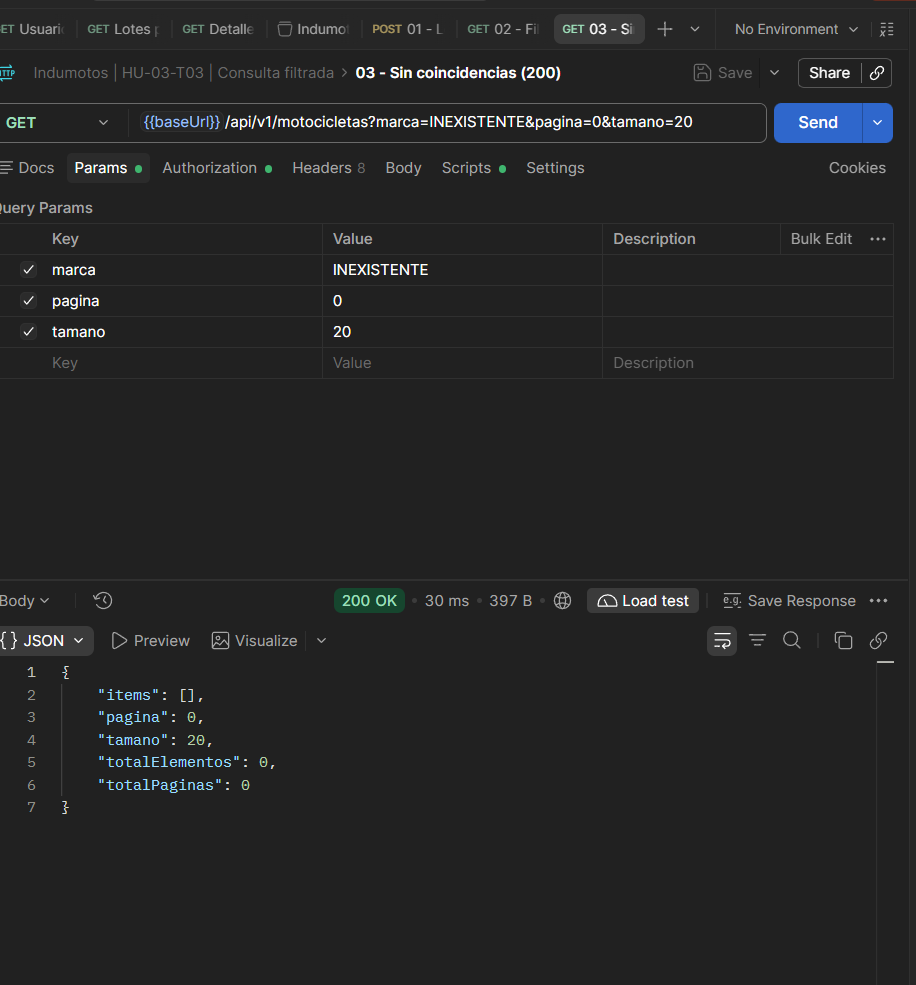 GET Usuari GET Lotes GET Detalle Indumot POST 01 - L GET 02 - Fil GET 03 - Si No Environment
HTTP Indumotos | HU-03-T03 | Consulta filtrada > 03 - Sin coincidencias (200) Save Share
GET {{baseUrl}} /api/v1/motocicletas?marca=INEXISTENTE&pagina=0&tamano=20 Send
Docs Params Authorization Headers 8 Body Scripts Settings Cookies
Query Params
Key Value Description Bulk Edit
marca INEXISTENTE
pagina 0
tamano 20
Key Value Description
Body 200 OK 30 ms 397 B Load test e.g. Save Response
{} JSON Preview Visualize
1 {
2 "items": [],
3 "pagina": 0,
4 "tamano": 20,
5 "totalElementos": 0,
6 "totalPaginas": 0
7 }